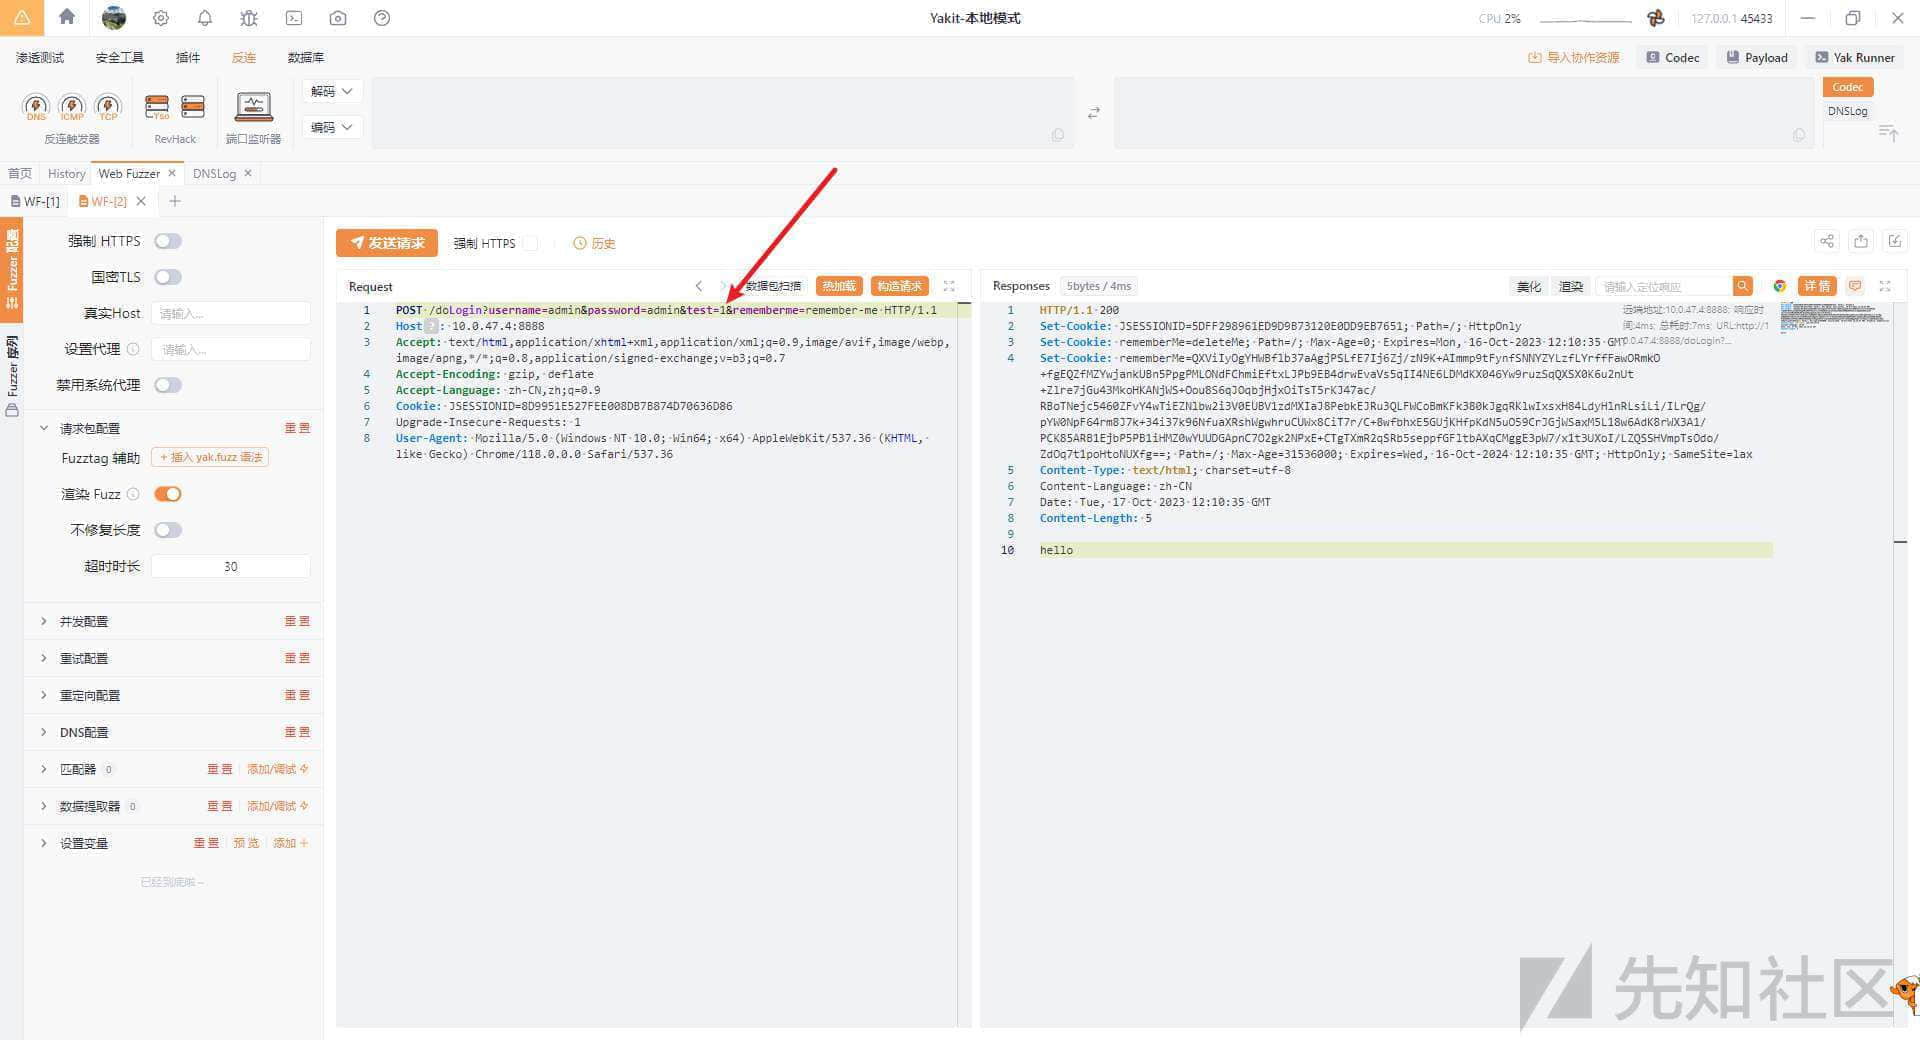 Yakit-本地模式
CPU 2%
127.0.0.1 45433
渗透测试 安全工具 插件 反连 数据库
导入协作资源 Codec Payload Yak Runner
DNS ICMP TCP
反连触发器
Yso
RevHack
端口监听器
解码
编码
Codec
DNSLog
首页 History Web Fuzzer DNSLog
WF-[1] WF-[2]
Fuzzer 配置
Fuzzer 序列
强制 HTTPS
国密TLS
真实Host 请输入...
设置代理 请输入...
禁用系统代理
请求包配置 重置
Fuzztag 辅助 + 插入 yak.fuzz 语法
渲染 Fuzz
不修复长度
超时时长 30
并发配置 重置
重试配置 重置
重定向配置 重置
DNS配置 重置
匹配器 0 重置 添加/调试
数据提取器 0 重置 添加/调试
设置变量 重置 预览 添加
已经到底啦~
发送请求 强制 HTTPS 历史
Request 数据包扫描 热加载 构造请求
1 POST /doLogin?username=admin&password=admin&test=1&rememberme=remember-me HTTP/1.1
2 Host ? : 10.0.47.4:8888
3 Accept: text/html,application/xhtml+xml,application/xml;q=0.9,image/avif,image/webp,
image/apng,*/*;q=0.8,application/signed-exchange;v=b3;q=0.7
4 Accept-Encoding: gzip, deflate
5 Accept-Language: zh-CN,zh;q=0.9
6 Cookie: JSESSIONID=8D9951E527FEE008DB7B874D70636D86
7 Upgrade-Insecure-Requests: 1
8 User-Agent: Mozilla/5.0 (Windows NT 10.0; Win64; x64) AppleWebKit/537.36 (KHTML,
like Gecko) Chrome/118.0.0.0 Safari/537.36
Responses 5bytes / 4ms 美化 渲染 请输入定位响应 详情
远端地址:10.0.47.4:8888; 响应时
间:4ms; 总耗时:7ms; URL:http://1
0.0.47.4:8888/doLogin?...
1 HTTP/1.1 200
2 Set-Cookie: JSESSIONID=5DFF298961ED9D9B73120E0DD9EB7651; Path=/; HttpOnly
3 Set-Cookie: rememberMe=deleteMe; Path=/; Max-Age=0; Expires=Mon, 16-Oct-2023 12:10:35 GMT
4 Set-Cookie: rememberMe=QXViIyOgYHWBflb37aAgjPSLfE7Ij6Zj/zN9K+AImmp9tFynfSNNYZYLzfLYrffFawORmkO
+fgEQZfMZYwjankUBn5PpgPMLONdFChmiEftxLJPb9EB4drwEvaVs5qII4NE6LDMdKX046Yw9ruzSqQX5X0K6u2nUt
+Zlre7jGu43MkoHKANjWS+Oou8S6qJOqbjHjxOiTsT5rKJ47ac/
RBoTNejc5460ZFvY4wTiEZNlbw2i3V0EUBVlzdMXIaJ8PebkEJRu3QLFWCoBmKFk380kJgqRKlwIxsxH84LdyHlnRLsiLi/ILrQg/
pYW0NpF64rm8J7k+34i37k96NfuaXRshWgwhruCUWx8CiT7r/C+8wfbhxE5GUjKHfpKdN5uO59CrJGjWSaxM5L18w6AdK8rWX3A1/
PCK85ARB1EjbP5PB1iHMZ0wYUUDGApnC7O2gk2NPxE+CTgTXmR2qSRb5seppfGFltbAXqCMggE3pW7/x1t3UXoI/LZQSSHVmpTsOdo/
ZdOq7tlpoHtoNUXfg==; Path=/; Max-Age=31536000; Expires=Wed, 16-Oct-2024 12:10:35 GMT; HttpOnly; SameSite=lax
5 Content-Type: text/html; charset=utf-8
6 Content-Language: zh-CN
7 Date: Tue, 17 Oct 2023 12:10:35 GMT
8 Content-Length: 5
9
10 hello
先知社区